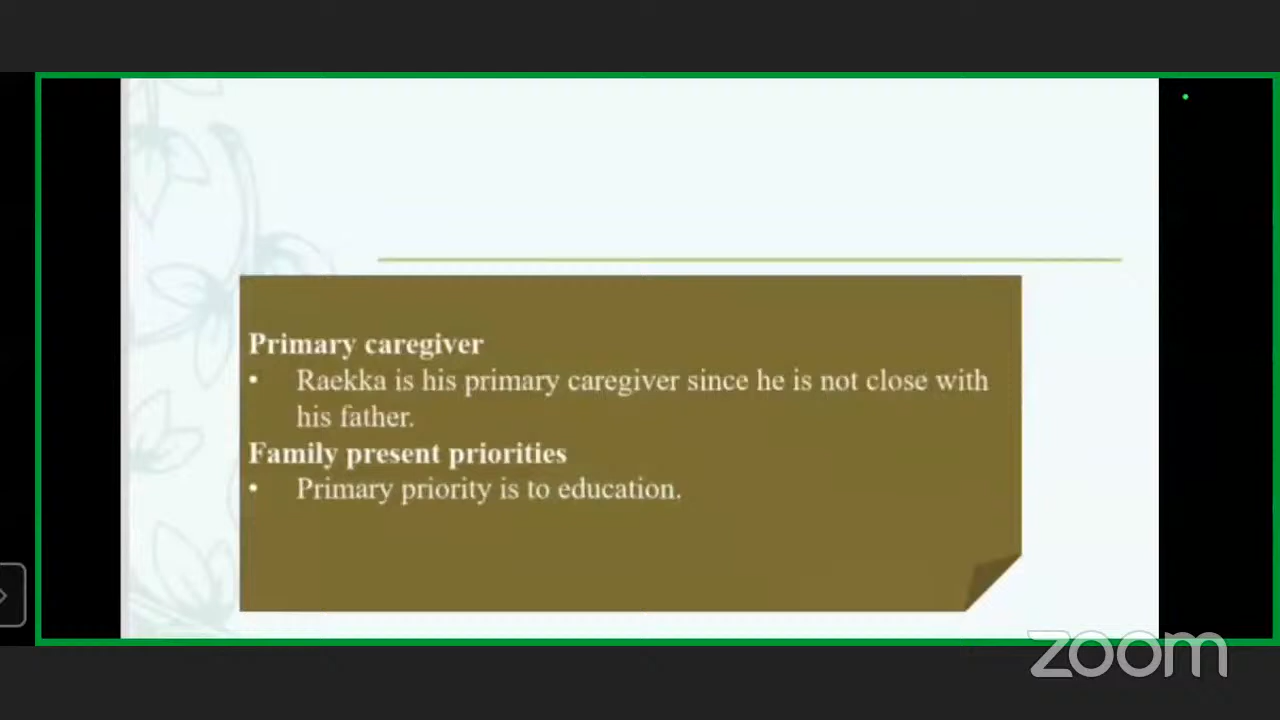 Primary caregiver
• Raekka is his primary caregiver since he is not close with
his father.
Family present priorities
• Primary priority is to education.
zoom